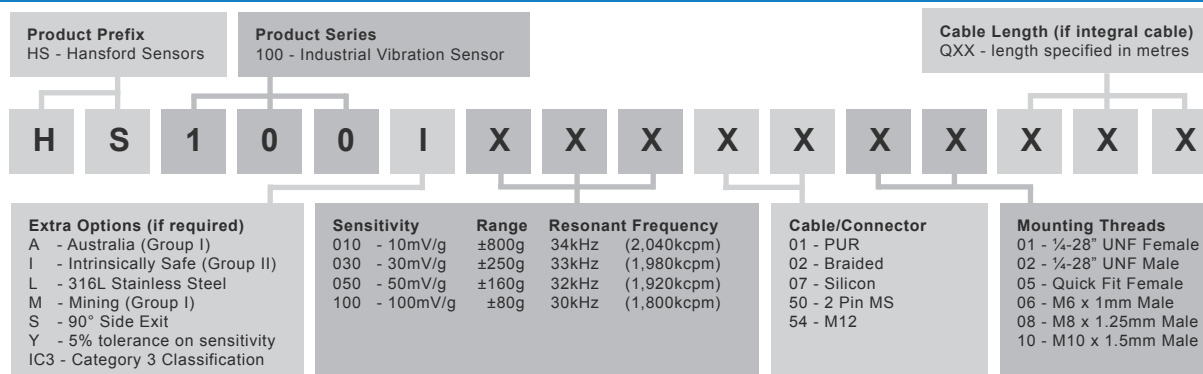 Product Prefix
HS - Hansford Sensors
Product Series
100 - Industrial Vibration Sensor
Cable Length (if integral cable)
QXX - length specified in metres
H S 1 0 0 I X X X X X X X X X X
Extra Options (if required)
A - Australia (Group I)
I - Intrinsically Safe (Group II)
L - 316L Stainless Steel
M - Mining (Group I)
S - 90° Side Exit
Y - 5% tolerance on sensitivity
IC3 - Category 3 Classification
Sensitivity Range Resonant Frequency
010 - 10mV/g ±800g 34kHz (2,040kcpm)
030 - 30mV/g ±250g 33kHz (1,980kcpm)
050 - 50mV/g ±160g 32kHz (1,920kcpm)
100 - 100mV/g ±80g 30kHz (1,800kcpm)
Cable/Connector
01 - PUR
02 - Braided
07 - Silicon
50 - 2 Pin MS
54 - M12
Mounting Threads
01 - ¼-28” UNF Female
02 - ¼-28” UNF Male
05 - Quick Fit Female
06 - M6 x 1mm Male
08 - M8 x 1.25mm Male
10 - M10 x 1.5mm Male